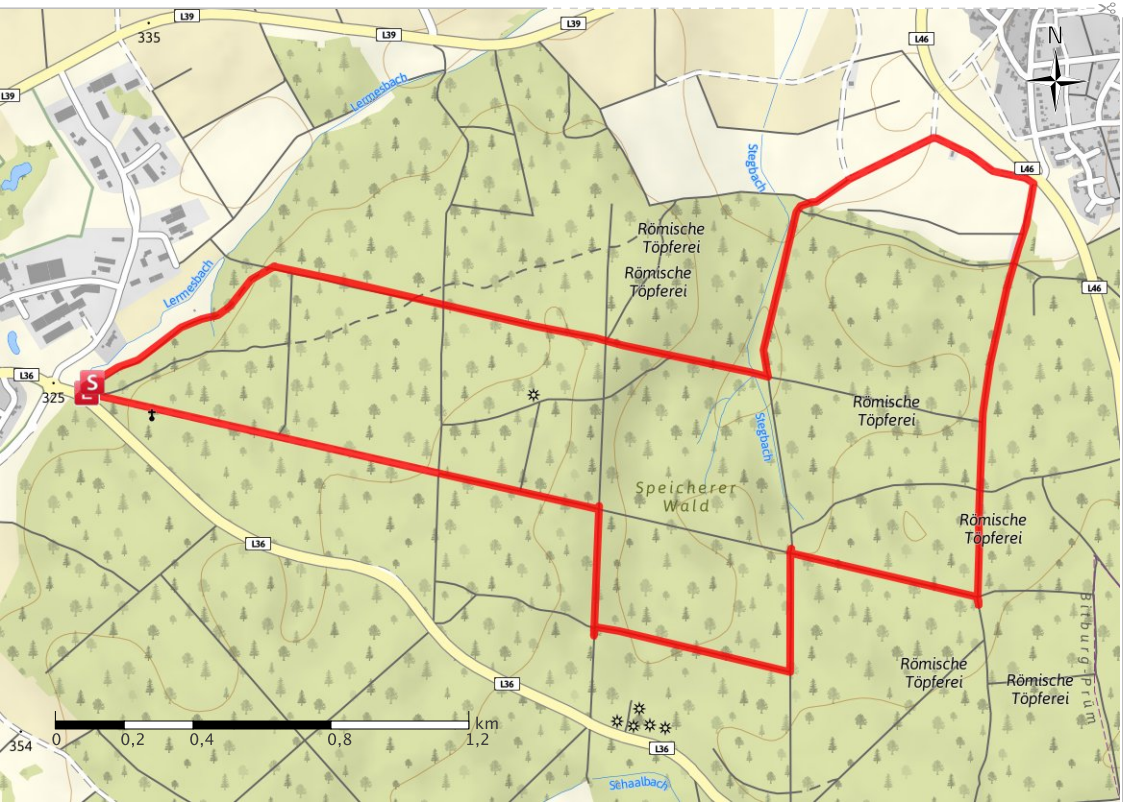 L39
L39
L39
L46
N
335
L39
Lermesbach
Stegbach
L46
Römische
Töpferei
Römische
Töpferei
Lermesbach
L46
L36
S
325
Römische
Töpferei
Stegbach
Speicherer
Wald
Römische
Töpferei
L36
Bitburg-Prüm
Römische
Töpferei
Römische
Töpferei
L36
km
0 0,2 0,4 0,8 1,2
354
L36
Schaalbach